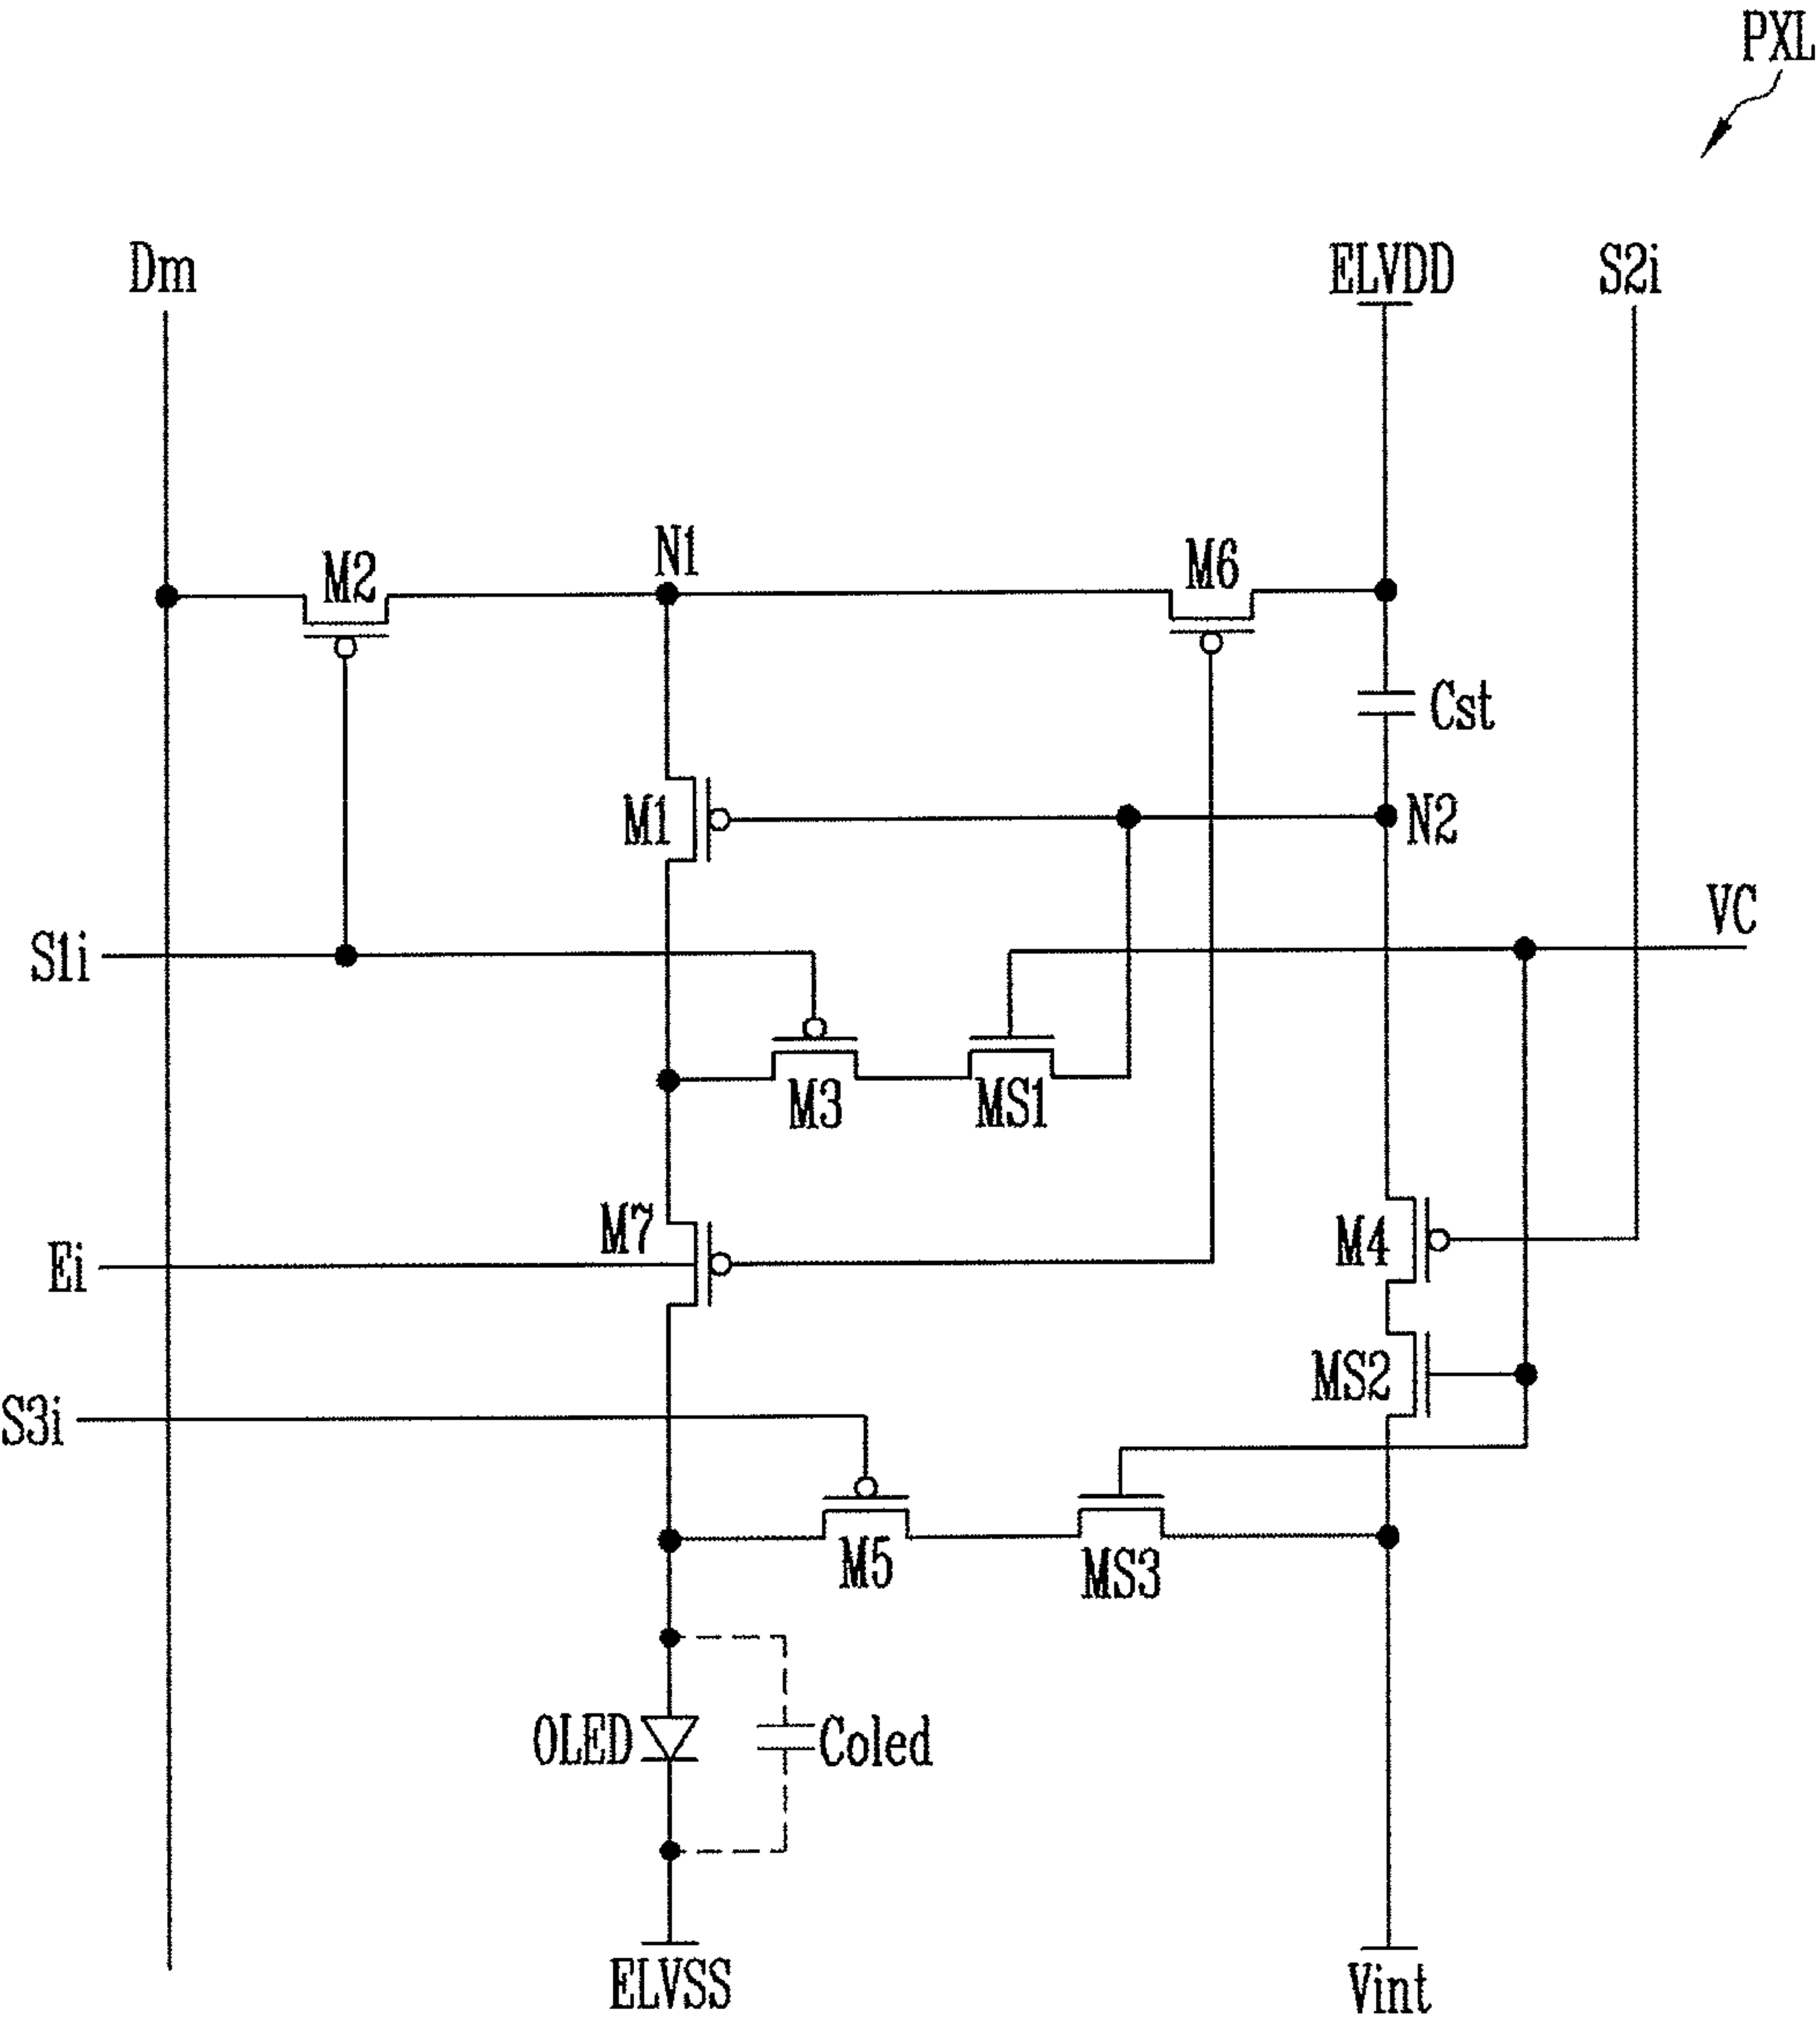 PXL
Dm
ELVDD
S2i
M2
N1
M6
Cst
M1
N2
VC
S1i
M3
MS1
M7
M4
Ei
MS2
S3i
M5
MS3
OLED
Coled
ELVSS
Vint